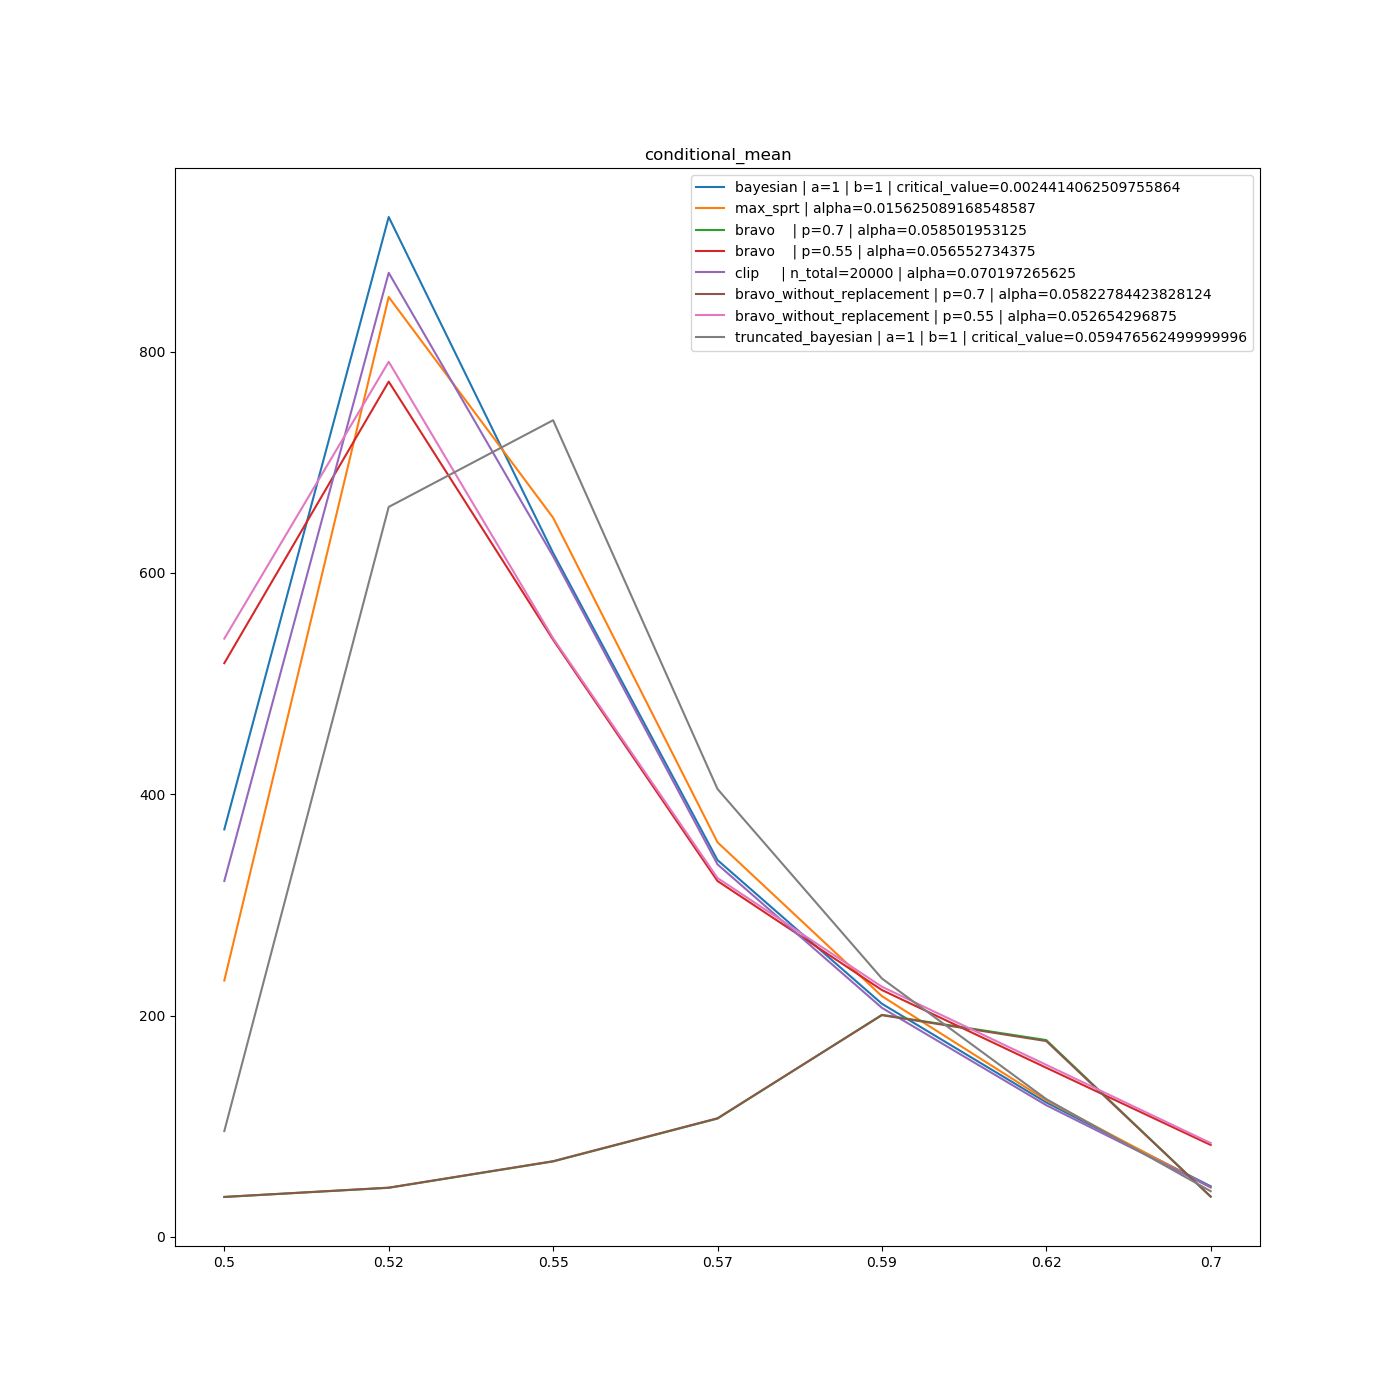 conditional_mean
bayesian | a=1 | b=1 | critical_value=0.0024414062509755864
max_sprt | alpha=0.015625089168548587
bravo    | p=0.7 | alpha=0.058501953125
bravo    | p=0.55 | alpha=0.056552734375
clip     | n_total=20000 | alpha=0.070197265625
bravo_without_replacement | p=0.7 | alpha=0.05822784423828124
bravo_without_replacement | p=0.55 | alpha=0.052654296875
truncated_bayesian | a=1 | b=1 | critical_value=0.059476562499999996
800
600
400
200
0
0.5 0.52 0.55 0.57 0.59 0.62 0.7